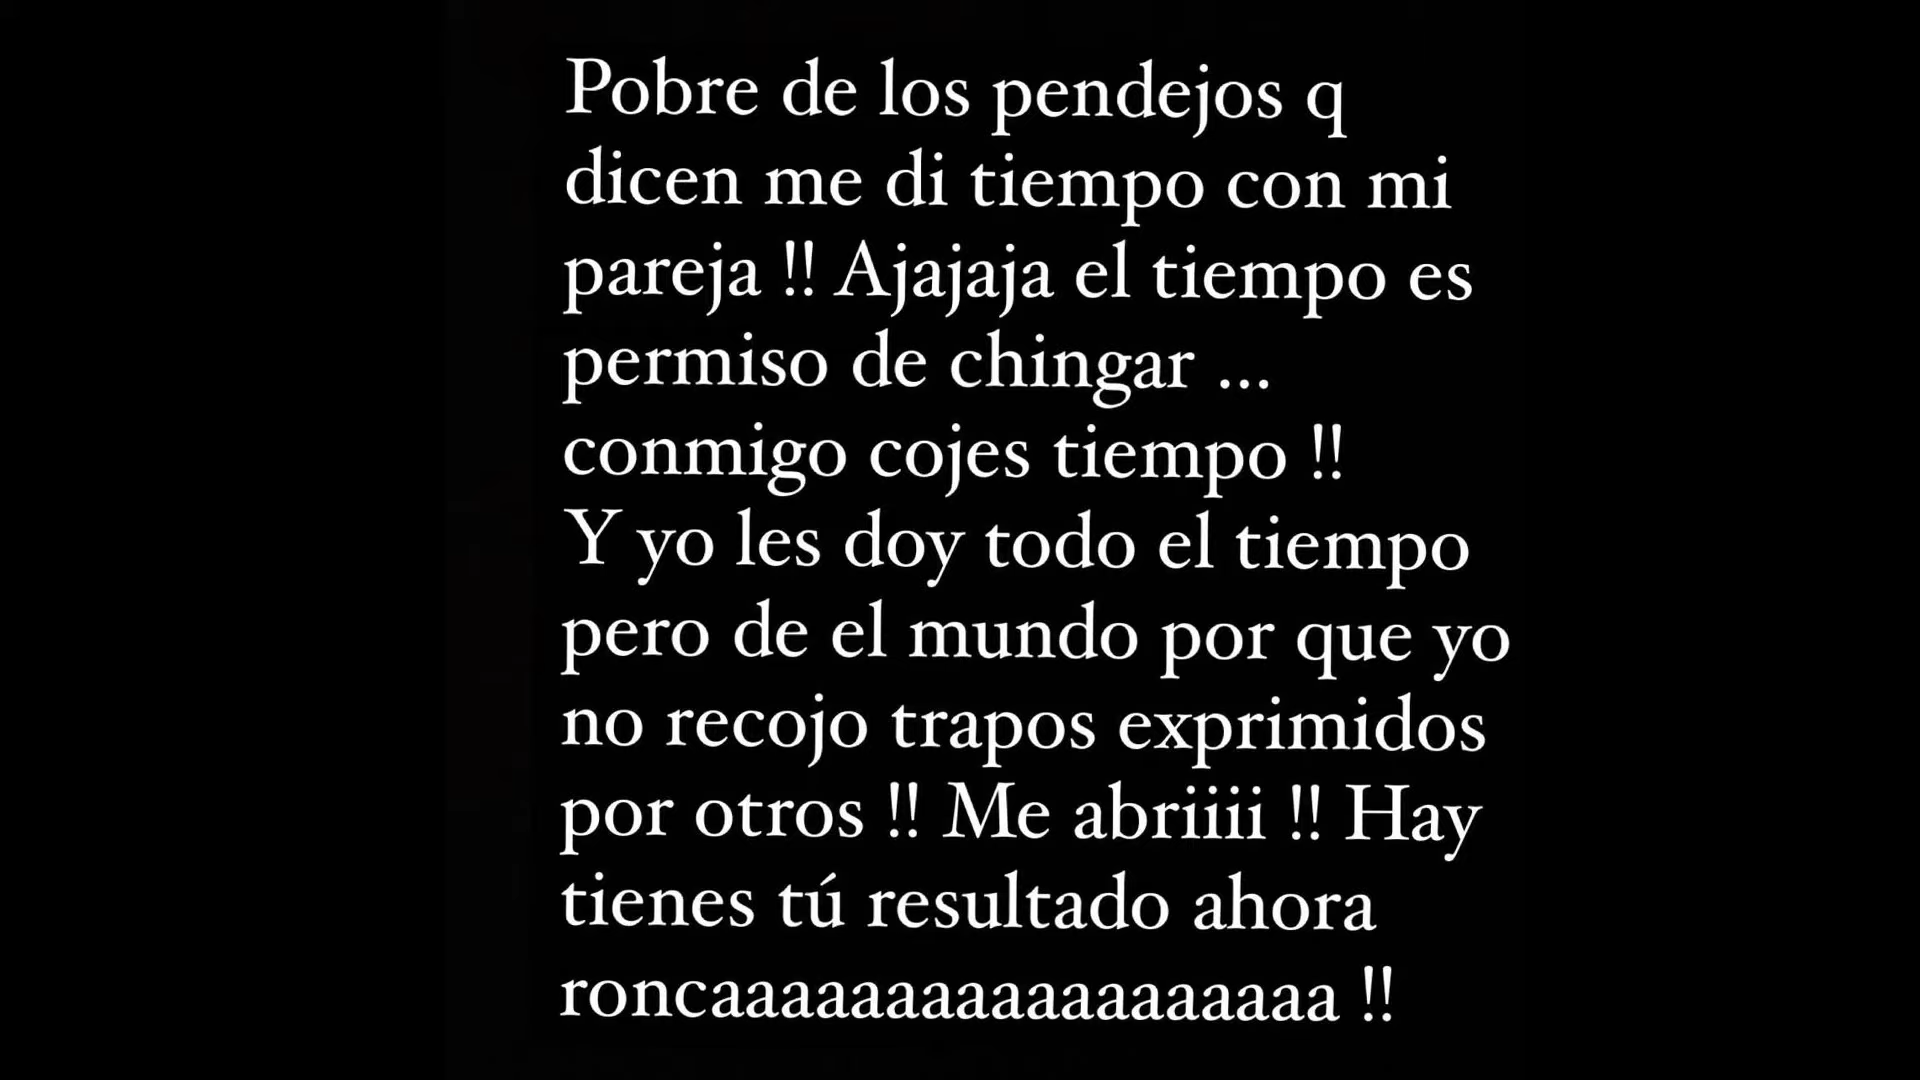 Pobre de los pendejos q
dicen me di tiempo con mi
pareja !! Ajajaja el tiempo es
permiso de chingar ...
conmigo cojes tiempo !!
Y yo les doy todo el tiempo
pero de el mundo por que yo
no recojo trapos exprimidos
por otros !! Me abriiiii !! Hay
tienes tú resultado ahora
roncaaaaaaaaaaaaaaaaaa !!